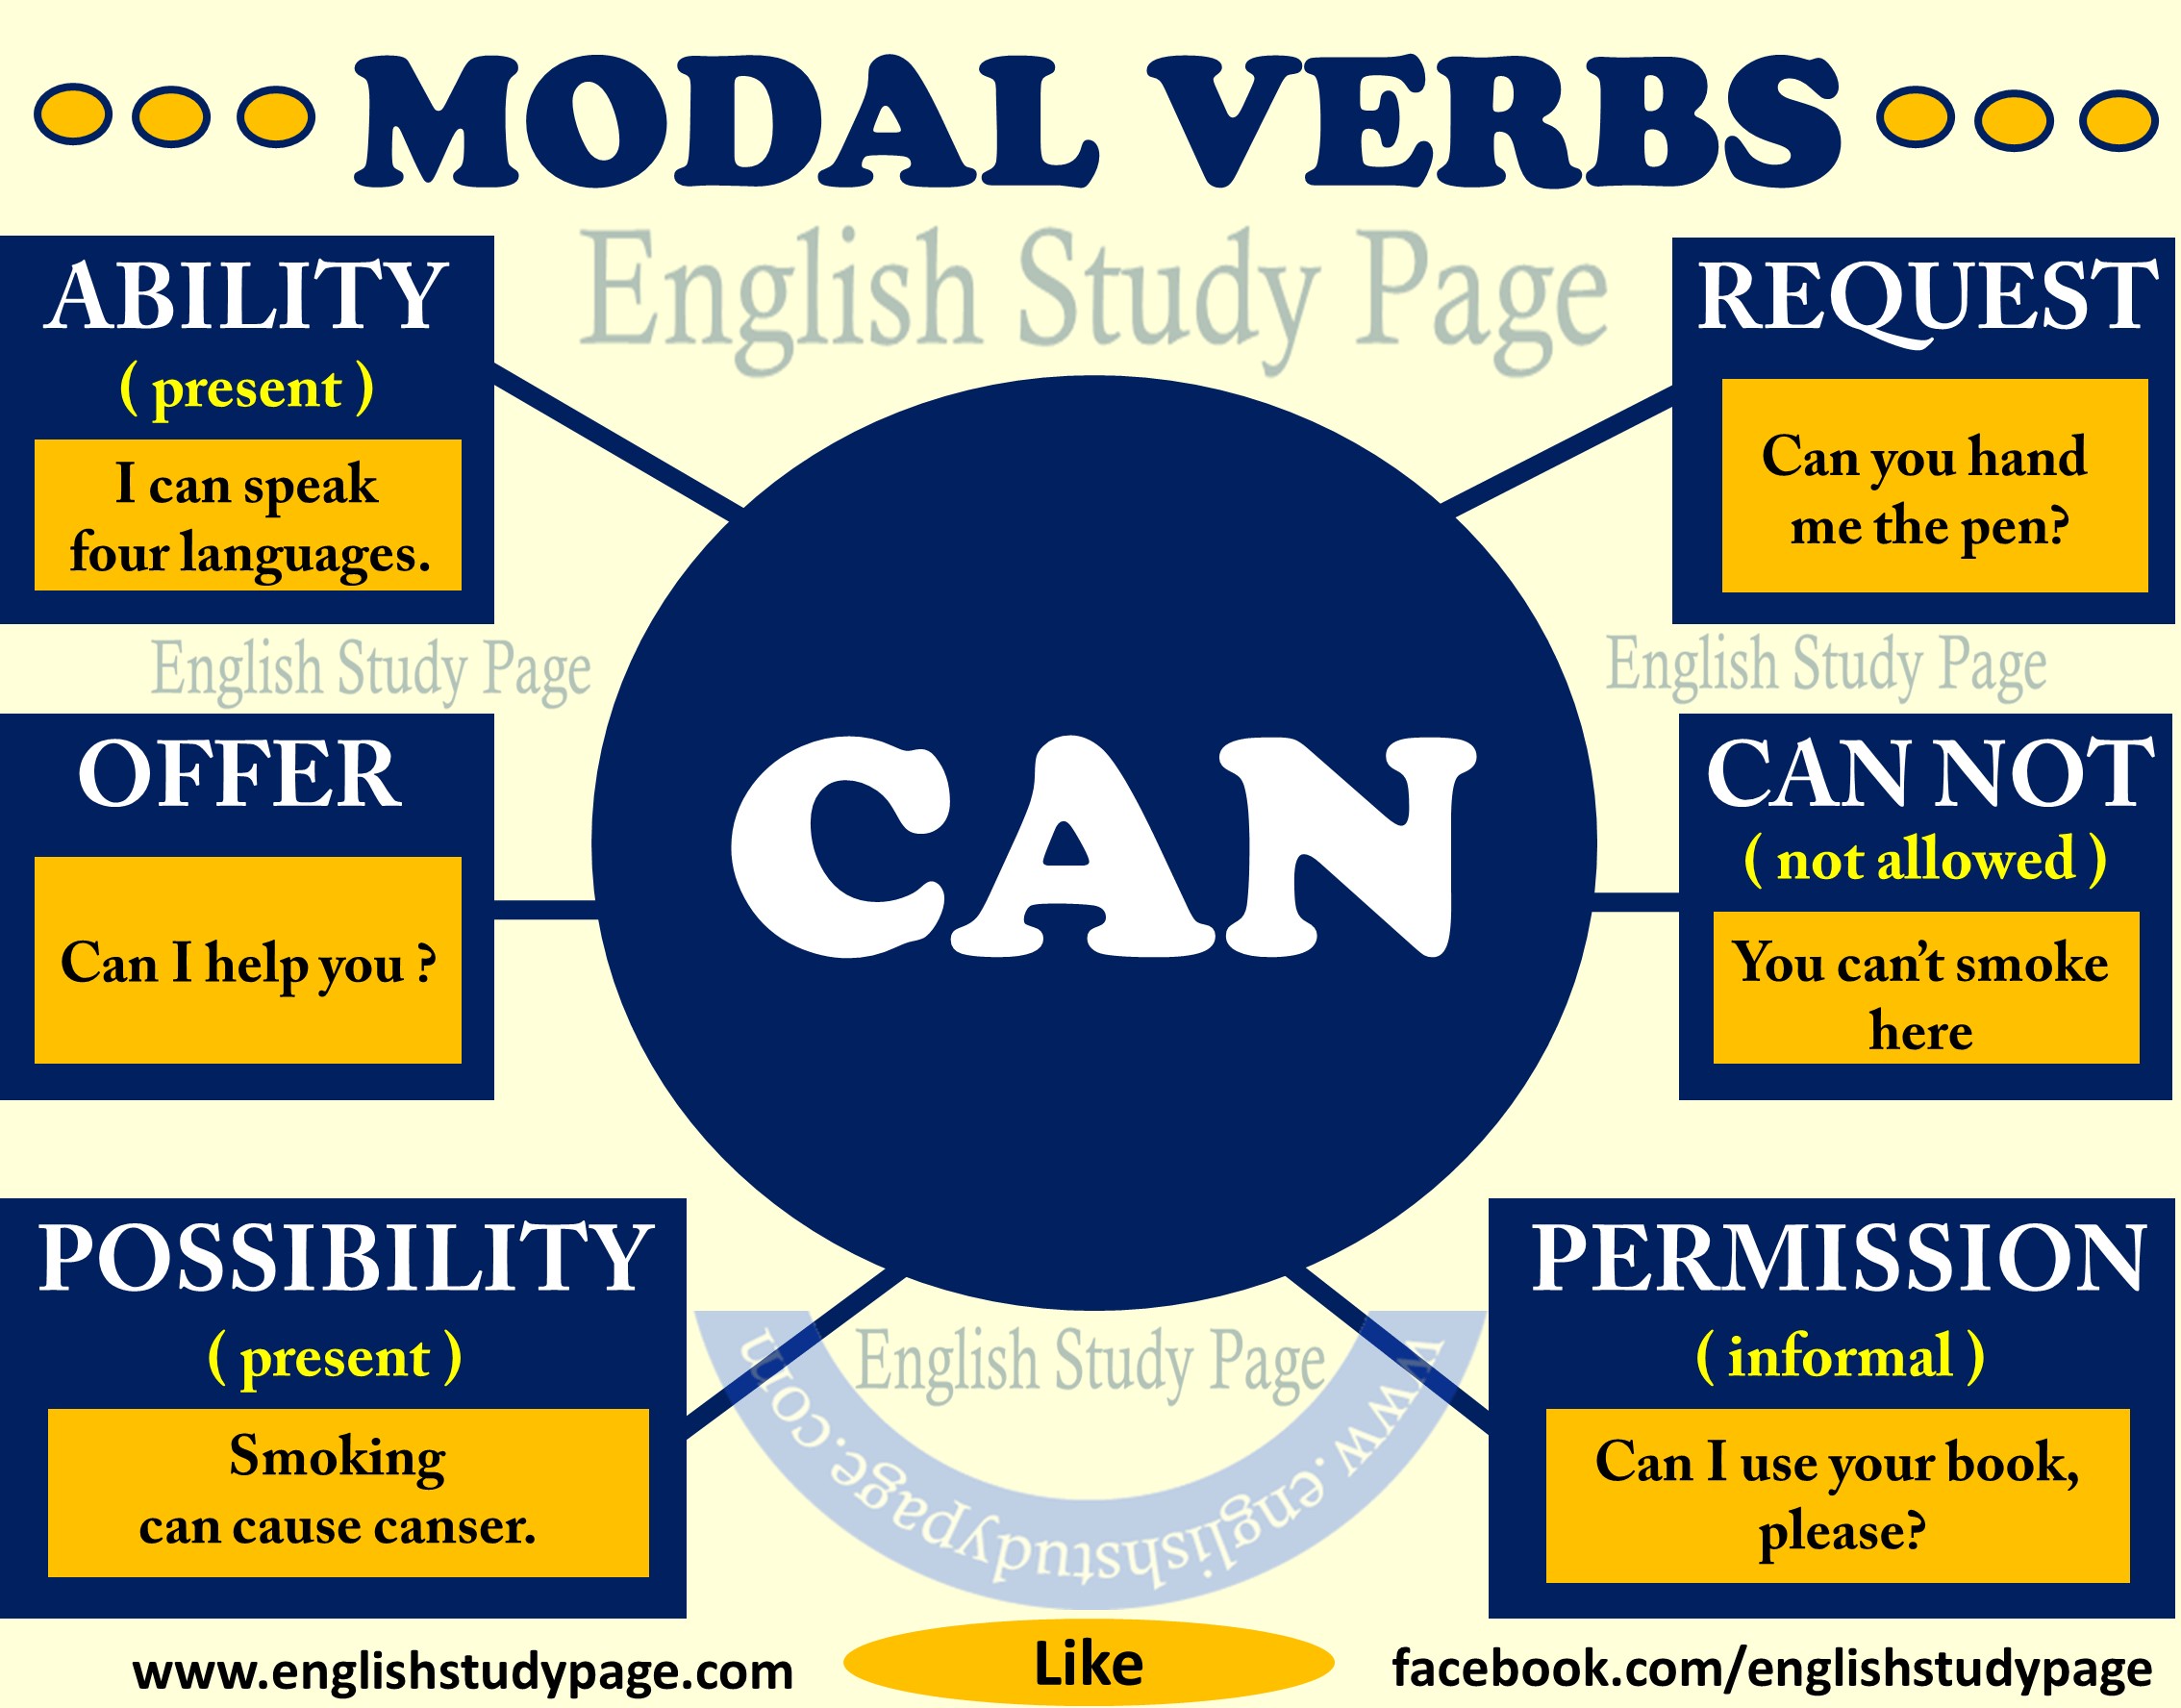 MODAL VERBS
English Study Page
ABILITY
( present )
I can speak
four languages.
REQUEST
Can you hand
me the pen?
English Study Page
English Study Page
OFFER
Can I help you ?
CAN
CAN NOT
( not allowed )
You can't smoke
here
POSSIBILITY
( present )
Smoking
can cause canser.
PERMISSION
( informal )
Can I use your book,
please?
English Study Page
www.englishstudypage.com
www.englishstudypage.com
Like
facebook.com/englishstudypage